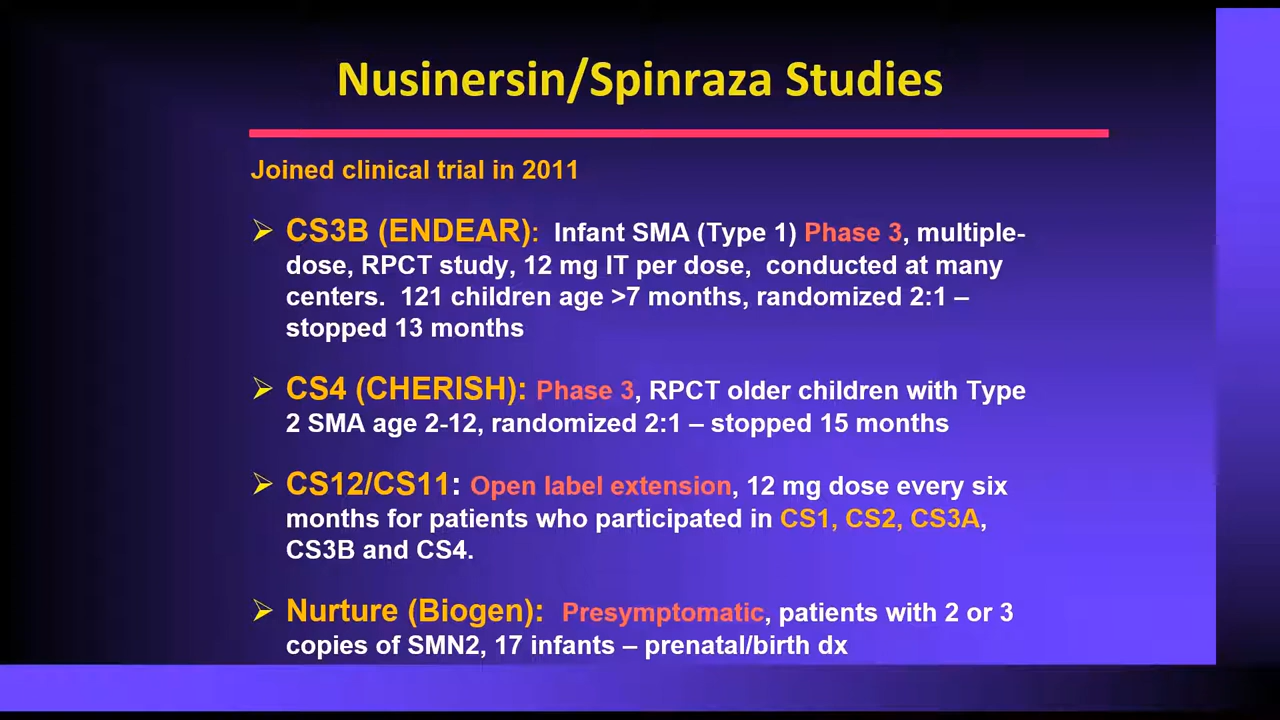 Nusinersin/Spinraza Studies
Joined clinical trial in 2011
➢ CS3B (ENDEAR): Infant SMA (Type 1) Phase 3, multiple-
dose, RPCT study, 12 mg IT per dose, conducted at many
centers. 121 children age >7 months, randomized 2:1 –
stopped 13 months
➢ CS4 (CHERISH): Phase 3, RPCT older children with Type
2 SMA age 2-12, randomized 2:1 – stopped 15 months
➢ CS12/CS11: Open label extension, 12 mg dose every six
months for patients who participated in CS1, CS2, CS3A,
CS3B and CS4.
➢ Nurture (Biogen): Presymptomatic, patients with 2 or 3
copies of SMN2, 17 infants – prenatal/birth dx